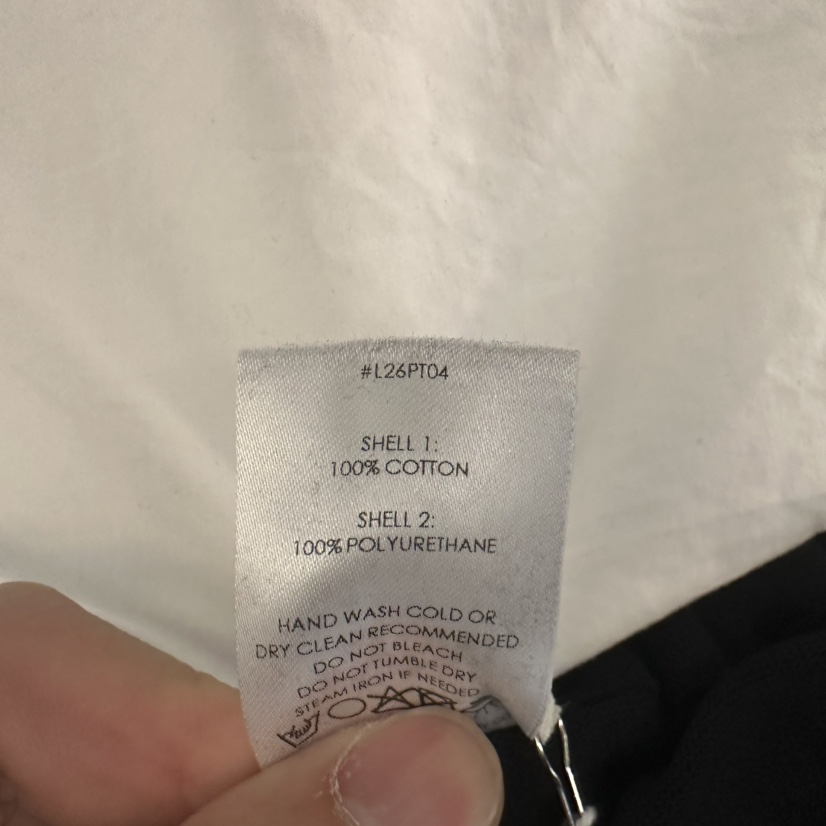 #L26PT04
SHELL 1:
100% COTTON
SHELL 2:
100% POLYURETHANE
HAND WASH COLD OR
DRY CLEAN RECOMMENDED
DO NOT BLEACH
DO NOT TUMBLE DRY
STEAM IRON IF NEEDED